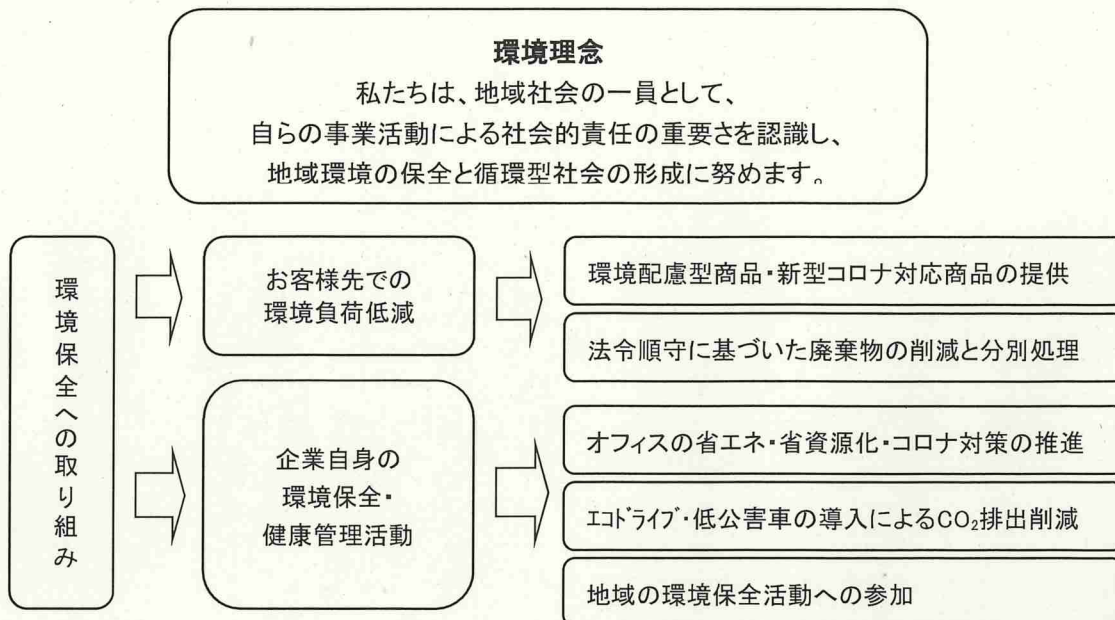 環境理念
私たちは、地域社会の一員として、
自らの事業活動による社会的責任の重要さを認識し、
地域環境の保全と循環型社会の形成に努めます。
環境保全への取り組み
お客様先での
環境負荷低減
環境配慮型商品・新型コロナ対応商品の提供
法令順守に基づいた廃棄物の削減と分別処理
企業自身の
環境保全・
健康管理活動
オフィスの省エネ・省資源化・コロナ対策の推進
エコドライブ・低公害車の導入によるCO₂排出削減
地域の環境保全活動への参加